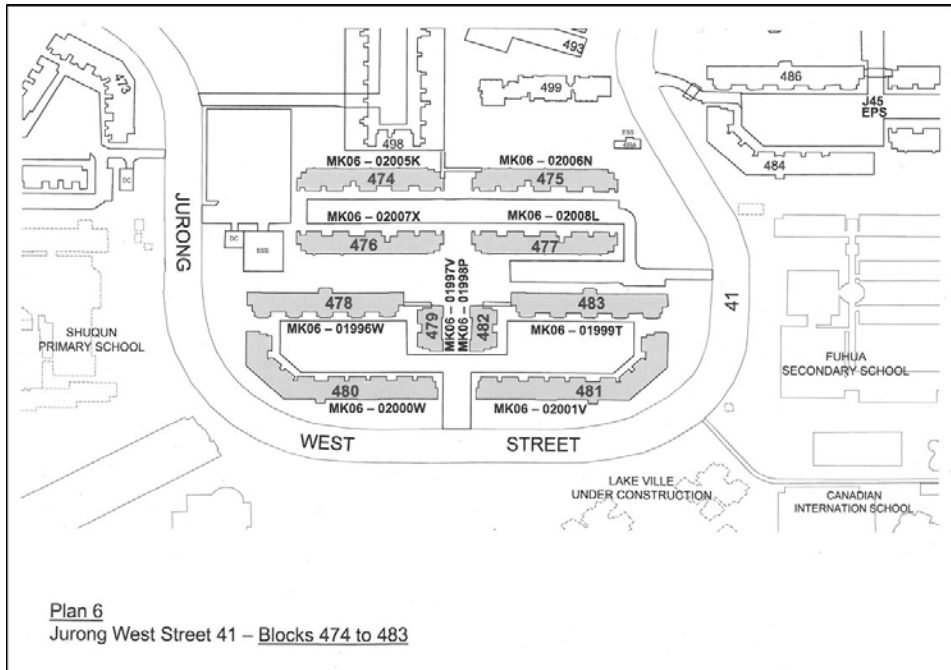 493
486
473
499
J45
EPS
498
ESS
499A
484
MK06 – 02005K
MK06 – 02006N
474
475
DC
JURONG
MK06 – 02007X
MK06 – 02008L
DC
ESS
476
477
MK06 – 01997V
MK06 – 01998P
478
483
41
479
482
MK06 – 01996W
MK06 – 01999T
SHUQUN
PRIMARY SCHOOL
FUHUA
SECONDARY SCHOOL
480
481
MK06 – 02000W
MK06 – 02001V
WEST
STREET
LAKE VILLE
UNDER CONSTRUCTION
CANADIAN
INTERNATION SCHOOL
Plan 6
Jurong West Street 41 – Blocks 474 to 483